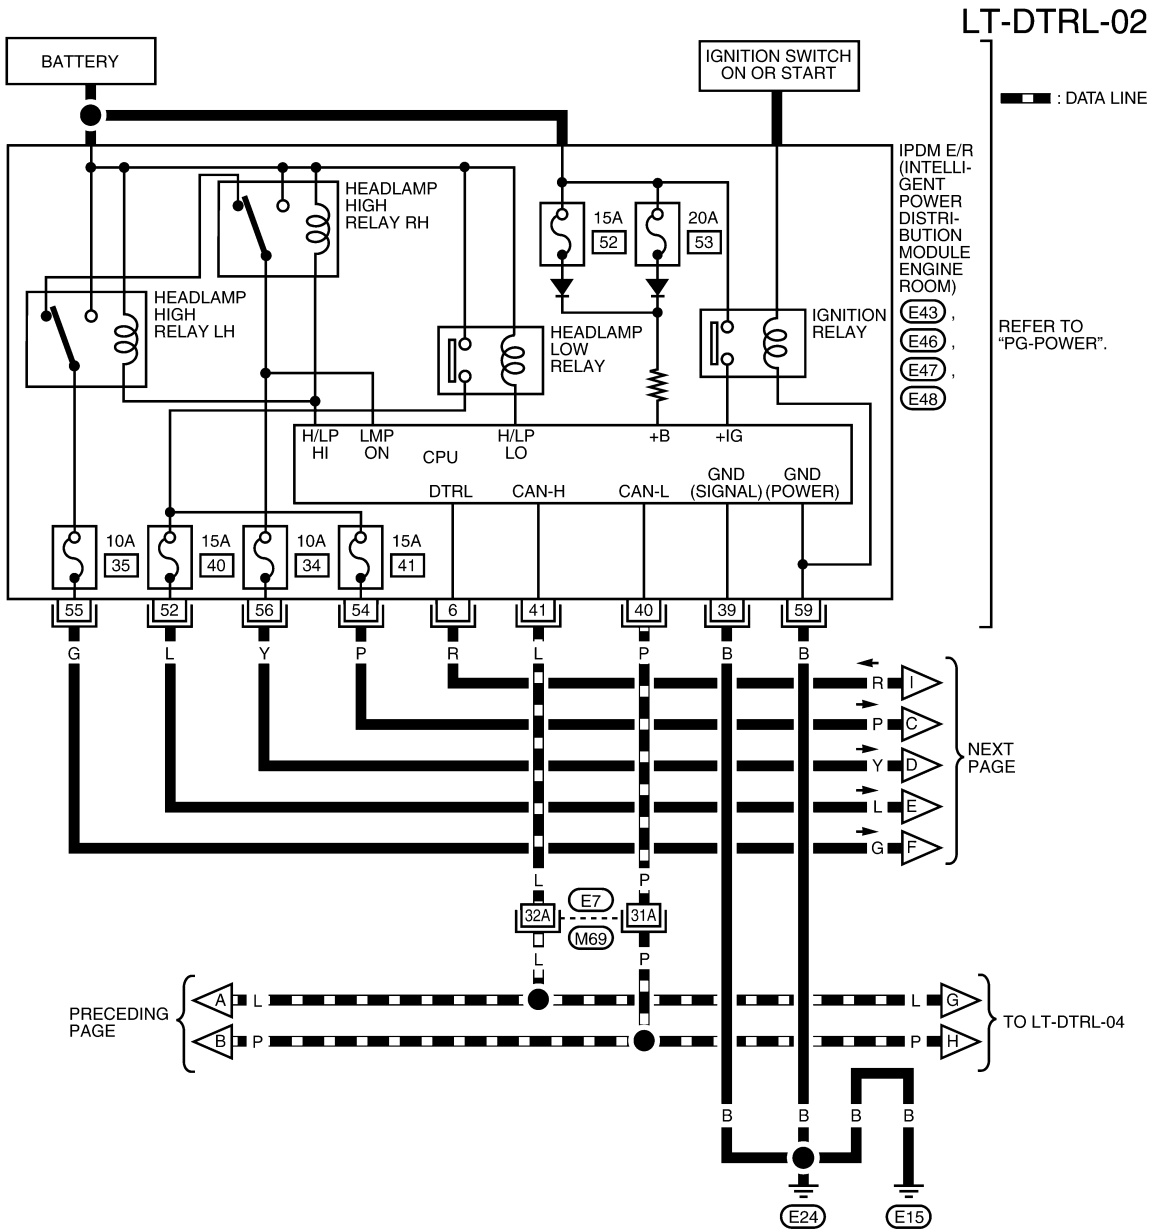 LT-DTRL-02
BATTERY
IGNITION SWITCH
ON OR START
: DATA LINE
IPDM E/R
(INTELLI-
GENT
POWER
DISTRI-
BUTION
MODULE
ENGINE
ROOM)
E43 ,
E46 ,
E47 ,
E48
REFER TO
“PG-POWER”.
HEADLAMP
HIGH
RELAY RH
15A
52
20A
53
HEADLAMP
HIGH
RELAY LH
HEADLAMP
LOW
RELAY
IGNITION
RELAY
H/LP
HI
LMP
ON
CPU
H/LP
LO
+B
+IG
DTRL
CAN-H
CAN-L
GND
(SIGNAL)
GND
(POWER)
10A
35
15A
40
10A
34
15A
41
55
52
56
54
6
41
40
39
59
G
L
Y
P
R
L
P
B
B
R
I
P
C
Y
D
L
E
G
F
NEXT
PAGE
L
P
32A
E7
M69
31A
L
P
PRECEDING
PAGE
A
L
L
G
B
P
P
H
TO LT-DTRL-04
B
B
B
B
E24
E15